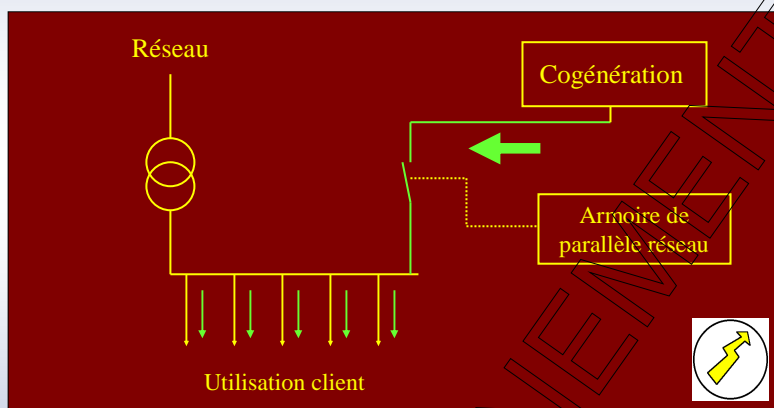 Réseau
Cogénération
Armoire de
parallèle réseau
Utilisation client